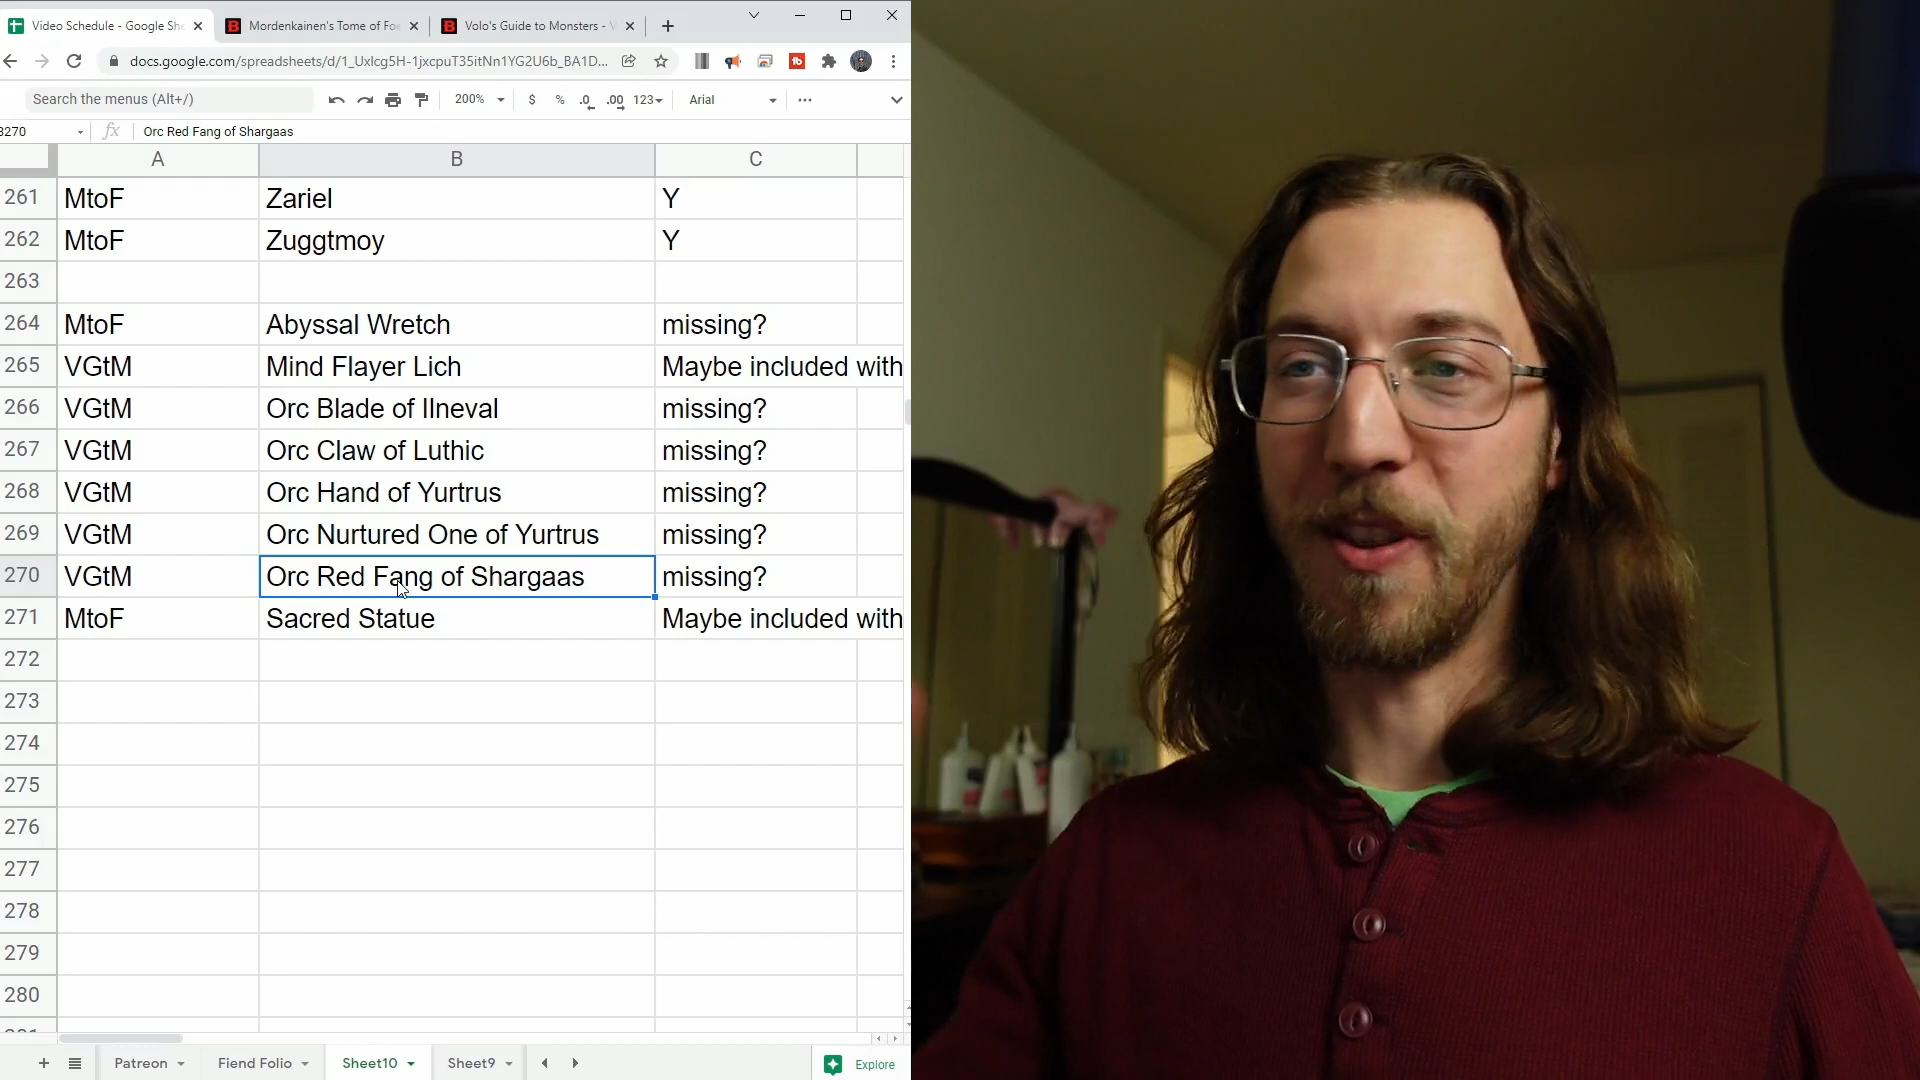 Video Schedule - Google She
Mordenkainen's Tome of Foe
Volo's Guide to Monsters - V
docs.google.com/spreadsheets/d/1_Uxlcg5H-1jxcpuT35itNn1YG2U6b_BA1D...
Search the menus (Alt+/)
200%
$
%
.0
.00
123
Arial
B270
fx
Orc Red Fang of Shargaas
A
B
C
261 MtoF Zariel Y
262 MtoF Zuggtmoy Y
263
264 MtoF Abyssal Wretch missing?
265 VGtM Mind Flayer Lich Maybe included with
266 VGtM Orc Blade of Ilneval missing?
267 VGtM Orc Claw of Luthic missing?
268 VGtM Orc Hand of Yurtrus missing?
269 VGtM Orc Nurtured One of Yurtrus missing?
270 VGtM Orc Red Fang of Shargaas missing?
271 MtoF Sacred Statue Maybe included with
272
273
274
275
276
277
278
279
280
Patreon
Fiend Folio
Sheet10
Sheet9
Explore